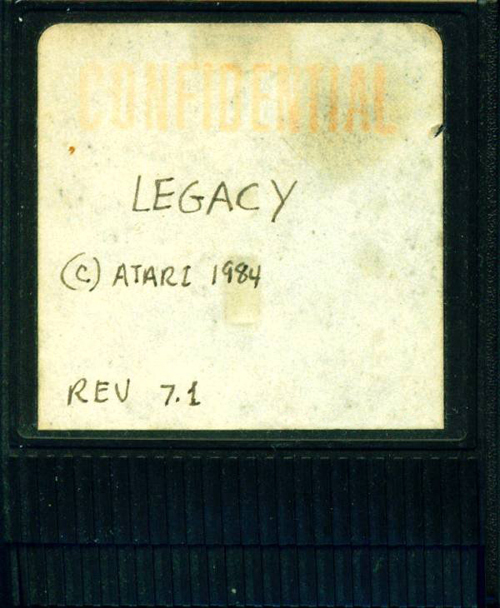 CONFIDENTIAL
LEGACY
(C) ATARI 1984
REV 7.1